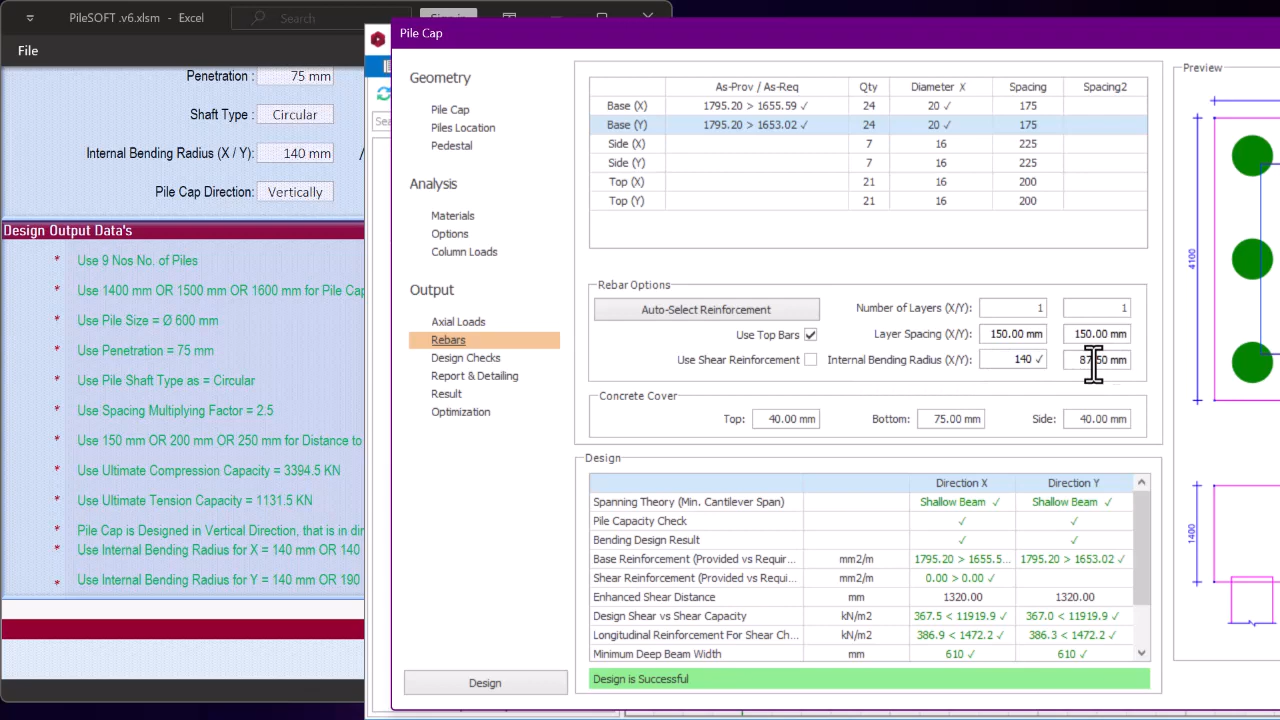 PileSOFT .v6.xlsm - Excel
Search
File
Penetration : 75 mm
Shaft Type : Circular
Internal Bending Radius (X / Y) : 140 mm /
Pile Cap Direction: Vertically
Design Output Data's
* Use 9 Nos No. of Piles
* Use 1400 mm OR 1500 mm OR 1600 mm for Pile Cap
* Use Pile Size = Ø 600 mm
* Use Penetration = 75 mm
* Use Pile Shaft Type as = Circular
* Use Spacing Multiplying Factor = 2.5
* Use 150 mm OR 200 mm OR 250 mm for Distance to
* Use Ultimate Compression Capacity = 3394.5 KN
* Use Ultimate Tension Capacity = 1131.5 KN
* Pile Cap is Designed in Vertical Direction, that is in
* Use Internal Bending Radius for X = 140 mm OR 140
* Use Internal Bending Radius for Y = 140 mm OR 190
Pile Cap
Geometry
Pile Cap
Piles Location
Pedestal
Analysis
Materials
Options
Column Loads
Output
Axial Loads
Rebars
Design Checks
Report & Detailing
Result
Optimization
Design
As-Prov / As-Req Qty Diameter X Spacing Spacing2
Base (X) 1795.20 > 1655.59 ✓ 24 20 ✓ 175
Base (Y) 1795.20 > 1653.02 ✓ 24 20 ✓ 175
Side (X) 7 16 225
Side (Y) 7 16 225
Top (X) 21 16 200
Top (Y) 21 16 200
Rebar Options
Auto-Select Reinforcement Number of Layers (X/Y): 1 1
Use Top Bars ✓ Layer Spacing (X/Y): 150.00 mm 150.00 mm
Use Shear Reinforcement Internal Bending Radius (X/Y): 140 ✓ 87.50 mm
Concrete Cover
Top: 40.00 mm Bottom: 75.00 mm Side: 40.00 mm
Design
Direction X Direction Y
Spanning Theory (Min. Cantilever Span) Shallow Beam ✓ Shallow Beam ✓
Pile Capacity Check ✓ ✓
Bending Design Result ✓ ✓
Base Reinforcement (Provided vs Requir... mm2/m 1795.20 > 1655.5... 1795.20 > 1653.02 ✓
Shear Reinforcement (Provided vs Requi... mm2/m 0.00 > 0.00 ✓
Enhanced Shear Distance mm 1320.00 1320.00
Design Shear vs Shear Capacity kN/m2 367.5 < 11919.9 ✓ 367.0 < 11919.9 ✓
Longitudinal Reinforcement For Shear Ch... kN/m2 386.9 < 1472.2 ✓ 386.3 < 1472.2 ✓
Minimum Deep Beam Width mm 610 ✓ 610 ✓
Design is Successful
Preview
4100
1400